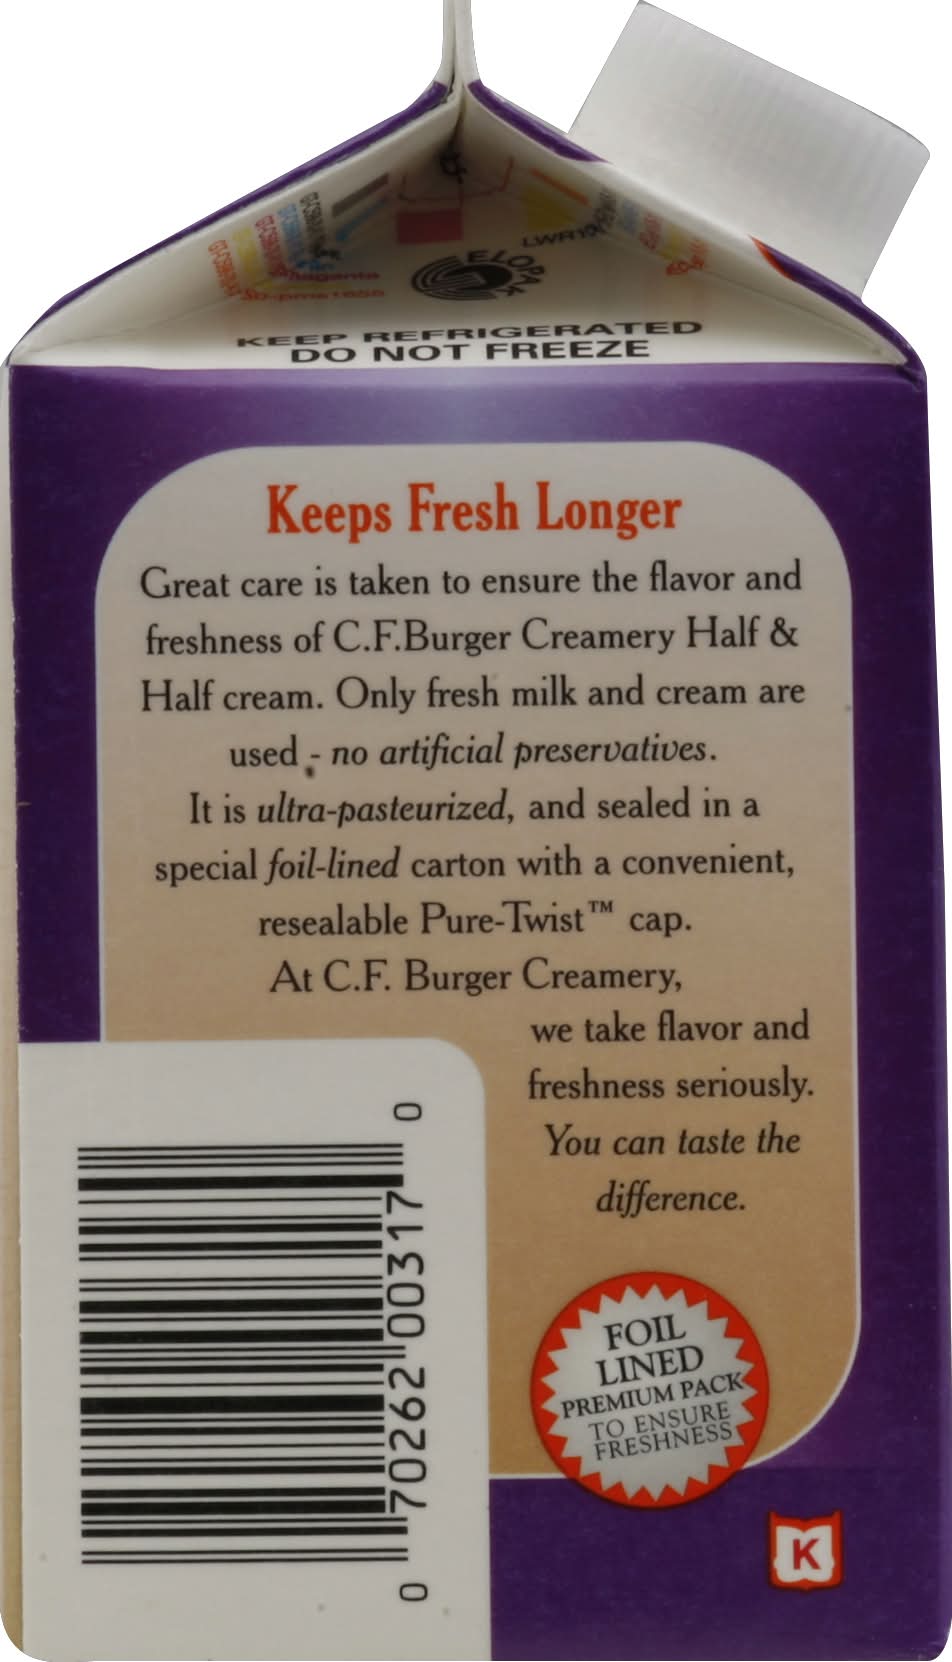 ELOPAK
KEEP REFRIGERATED
DO NOT FREEZE
Keeps Fresh Longer
Great care is taken to ensure the flavor and
freshness of C.F.Burger Creamery Half &
Half cream. Only fresh milk and cream are
used - no artificial preservatives.
It is ultra-pasteurized, and sealed in a
special foil-lined carton with a convenient,
resealable Pure-Twist™ cap.
At C.F. Burger Creamery,
we take flavor and
freshness seriously.
You can taste the
difference.
0 70262 00317 0
FOIL
LINED
PREMIUM PACK
TO ENSURE
FRESHNESS
K